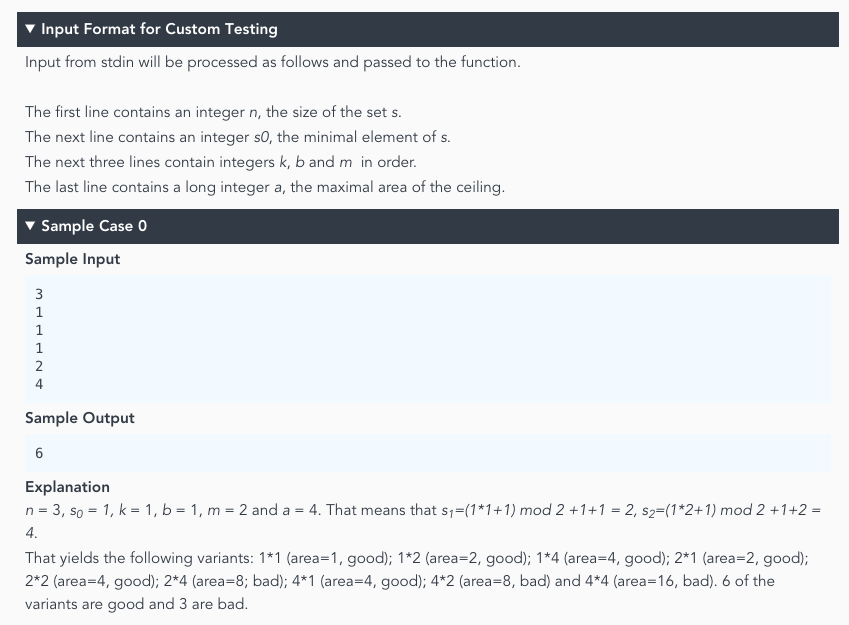 ▼ Input Format for Custom Testing
Input from stdin will be processed as follows and passed to the function.
The first line contains an integer n, the size of the set s.
The next line contains an integer s0, the minimal element of s.
The next three lines contain integers k, b and m in order.
The last line contains a long integer a, the maximal area of the ceiling.
▼ Sample Case 0
Sample Input
3
1
1
1
2
4
Sample Output
6
Explanation
n = 3, s0 = 1, k = 1, b = 1, m = 2 and a = 4. That means that s1=(1*1+1) mod 2 +1+1 = 2, s2=(1*2+1) mod 2 +1+2 =
4.
That yields the following variants: 1*1 (area=1, good); 1*2 (area=2, good); 1*4 (area=4, good); 2*1 (area=2, good);
2*2 (area=4, good); 2*4 (area=8; bad); 4*1 (area=4, good); 4*2 (area=8, bad) and 4*4 (area=16, bad). 6 of the
variants are good and 3 are bad.